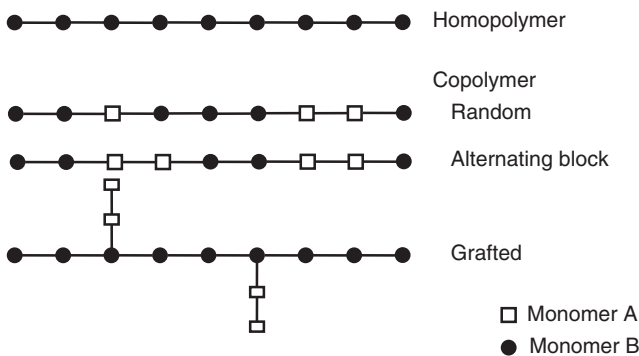 Homopolymer
Copolymer
Random
Alternating block
Grafted
Monomer A
Monomer B